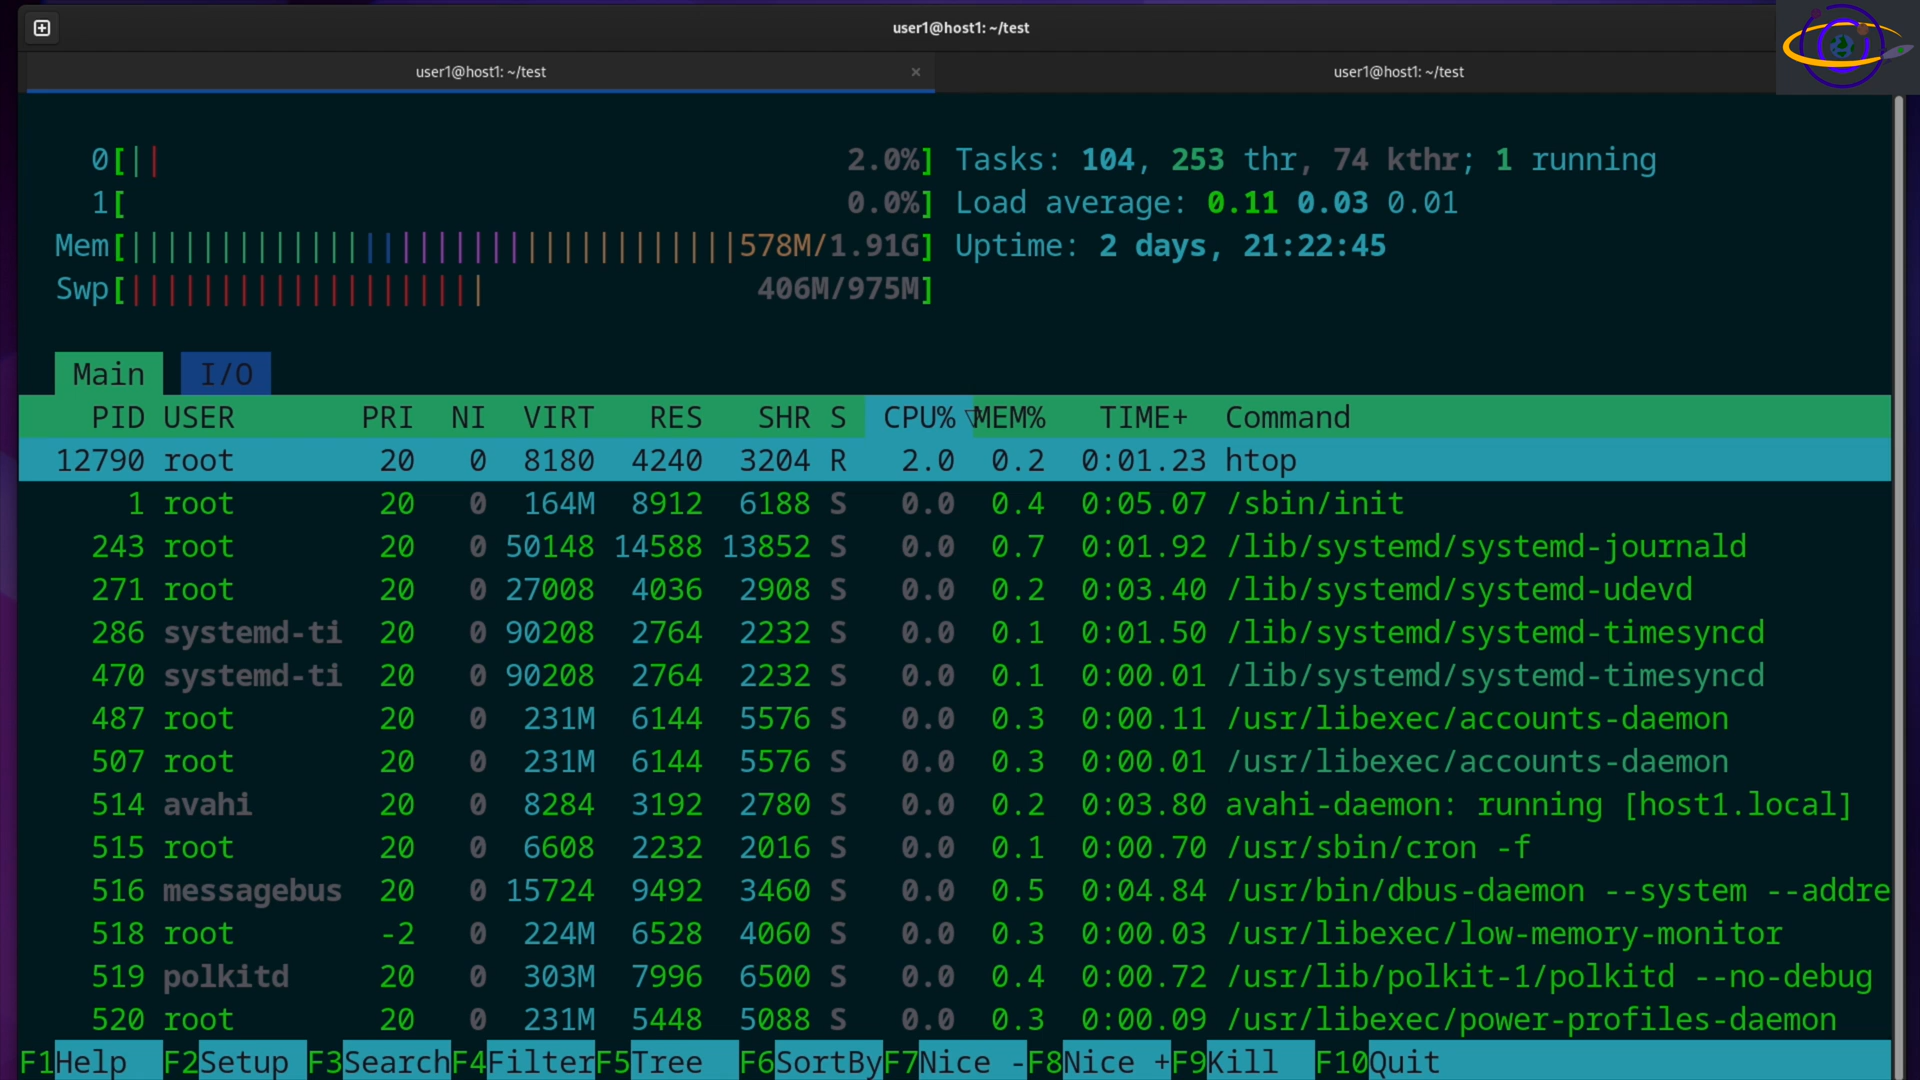 user1@host1: ~/test
user1@host1: ~/test × user1@host1: ~/test
0[|| 2.0%] Tasks: 104, 253 thr, 74 kthr; 1 running
1[ 0.0%] Load average: 0.11 0.03 0.01
Mem[||||||||||||||||||||||||||||||||||578M/1.91G] Uptime: 2 days, 21:22:45
Swp[|||||||||||||||||||| 406M/975M]
Main I/O
PID USER PRI NI VIRT RES SHR S CPU%▽MEM% TIME+ Command
12790 root 20 0 8180 4240 3204 R 2.0 0.2 0:01.23 htop
1 root 20 0 164M 8912 6188 S 0.0 0.4 0:05.07 /sbin/init
243 root 20 0 50148 14588 13852 S 0.0 0.7 0:01.92 /lib/systemd/systemd-journald
271 root 20 0 27008 4036 2908 S 0.0 0.2 0:03.40 /lib/systemd/systemd-udevd
286 systemd-ti 20 0 90208 2764 2232 S 0.0 0.1 0:01.50 /lib/systemd/systemd-timesyncd
470 systemd-ti 20 0 90208 2764 2232 S 0.0 0.1 0:00.01 /lib/systemd/systemd-timesyncd
487 root 20 0 231M 6144 5576 S 0.0 0.3 0:00.11 /usr/libexec/accounts-daemon
507 root 20 0 231M 6144 5576 S 0.0 0.3 0:00.01 /usr/libexec/accounts-daemon
514 avahi 20 0 8284 3192 2780 S 0.0 0.2 0:03.80 avahi-daemon: running [host1.local]
515 root 20 0 6608 2232 2016 S 0.0 0.1 0:00.70 /usr/sbin/cron -f
516 messagebus 20 0 15724 9492 3460 S 0.0 0.5 0:04.84 /usr/bin/dbus-daemon --system --addre
518 root -2 0 224M 6528 4060 S 0.0 0.3 0:00.03 /usr/libexec/low-memory-monitor
519 polkitd 20 0 303M 7996 6500 S 0.0 0.4 0:00.72 /usr/lib/polkit-1/polkitd --no-debug
520 root 20 0 231M 5448 5088 S 0.0 0.3 0:00.09 /usr/libexec/power-profiles-daemon
F1Help F2Setup F3SearchF4FilterF5Tree F6SortByF7Nice -F8Nice +F9Kill F10Quit